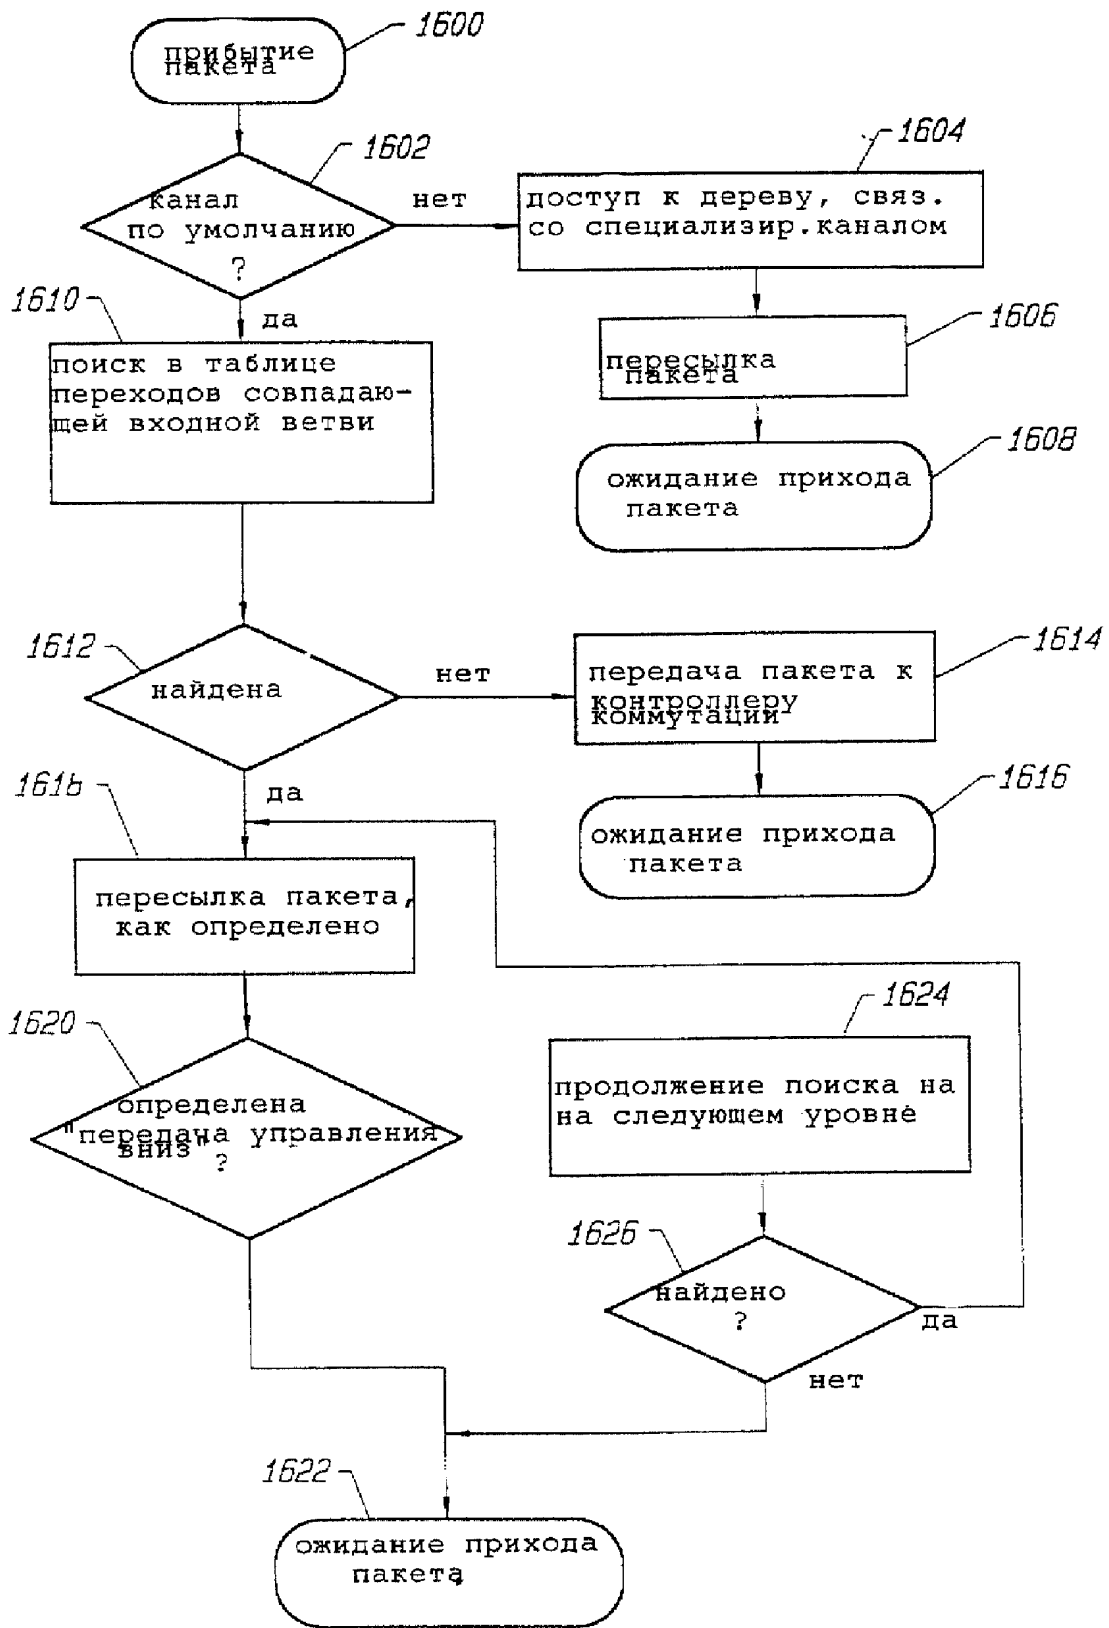 1600
прибытие
пакета
1602
канал
по умолчанию
?
нет
1604
доступ к дереву, связ.
со специализир.каналом
да
1606
пересылка
пакета
1608
ожидание прихода
пакета
1610
поиск в таблице
переходов совпадаю-
щей входной ветви
1612
найдена
нет
1614
передача пакета к
контроллеру
коммутации
1616
ожидание прихода
пакета
да
1618
пересылка пакета,
как определено
1620
определена
"передача управления
вниз"
?
1624
продолжение поиска на
на следующем уровне
1626
найдено
?
да
нет
1622
ожидание прихода
пакета